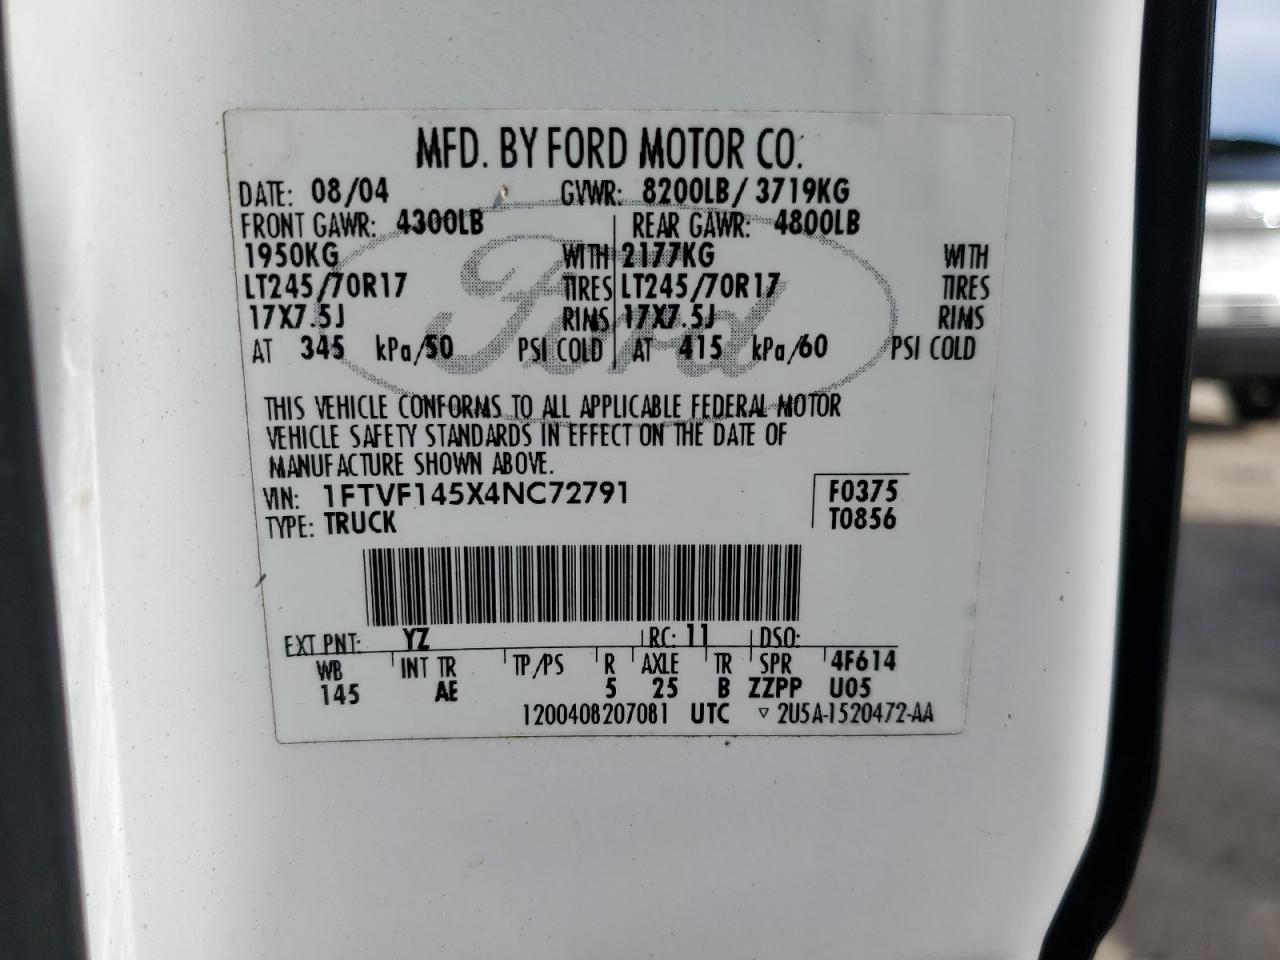 MFD. BY FORD MOTOR CO.
DATE: 08/04 GVWR: 8200LB/ 3719KG
FRONT GAWR: 4300LB REAR GAWR: 4800LB
1950KG WITH 2177KG WITH
LT245/70R17 TIRES LT245/70R17 TIRES
17X7.5J RIMS 17X7.5J RIMS
AT 345 kPa/50 PSI COLD AT 415 kPa/60 PSI COLD
Ford
THIS VEHICLE CONFORMS TO ALL APPLICABLE FEDERAL MOTOR
VEHICLE SAFETY STANDARDS IN EFFECT ON THE DATE OF
MANUFACTURE SHOWN ABOVE.
VIN: 1FTVF145X4NC72791 F0375
TYPE: TRUCK T0856
EXT PNT: YZ RC: 11 DSO:
WB INT TR TP/PS R AXLE TR SPR 4F614
145 AE 5 25 B ZZPP U05
1200408207081 UTC ▽ 2U5A-1520472-AA